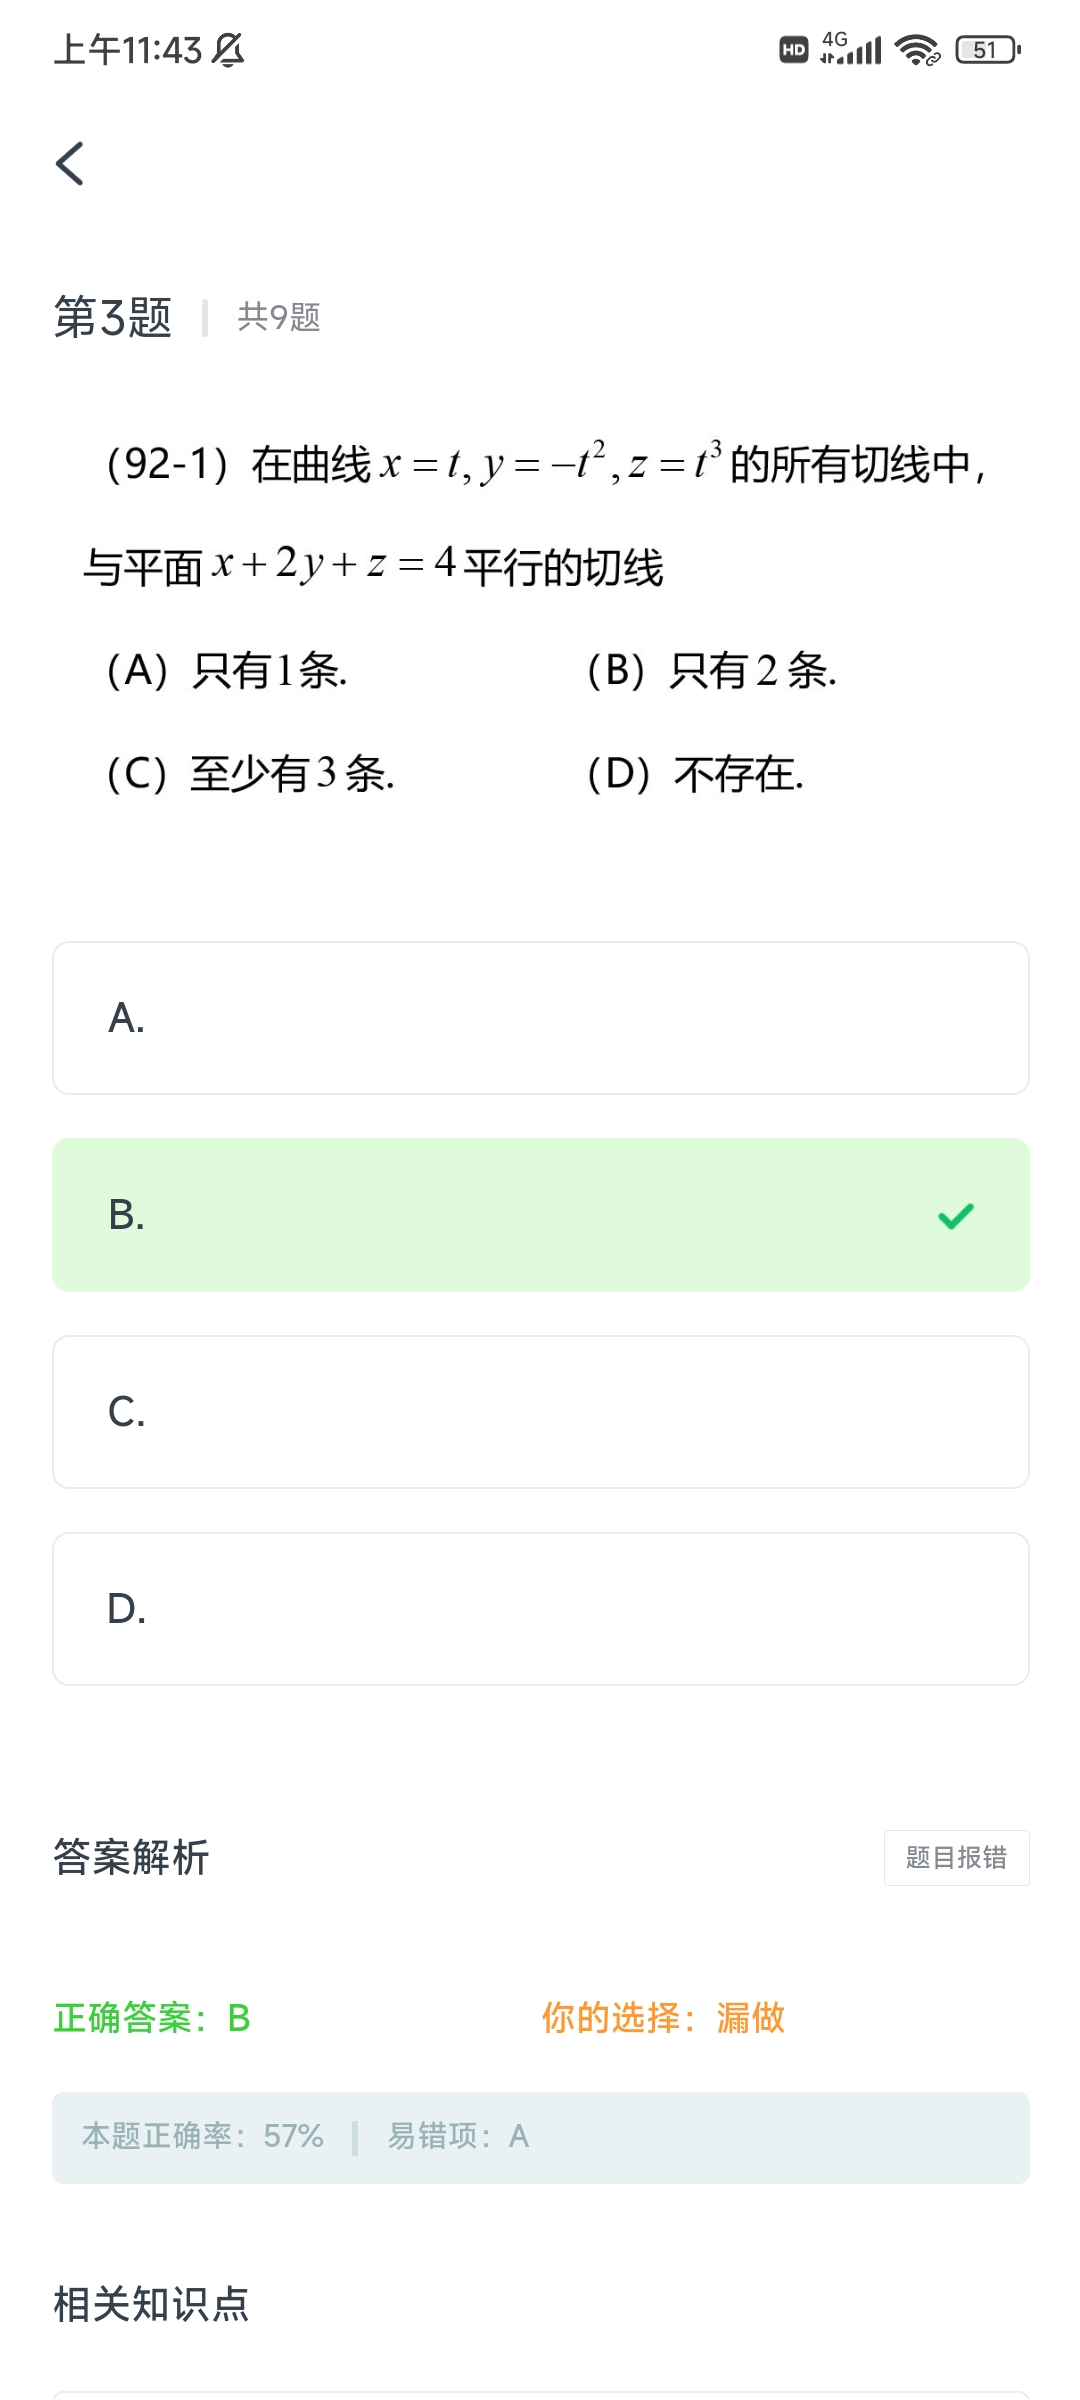 上午11:43 HD 4G 51
第3题 共9题
（92-1）在曲线 x = t, y = −t², z = t³ 的所有切线中，
与平面 x + 2y + z = 4 平行的切线
（A）只有1条. （B）只有2条.
（C）至少有3条. （D）不存在.
A.
B.
C.
D.
答案解析 题目报错
正确答案：B 你的选择：漏做
本题正确率：57% 易错项：A
相关知识点